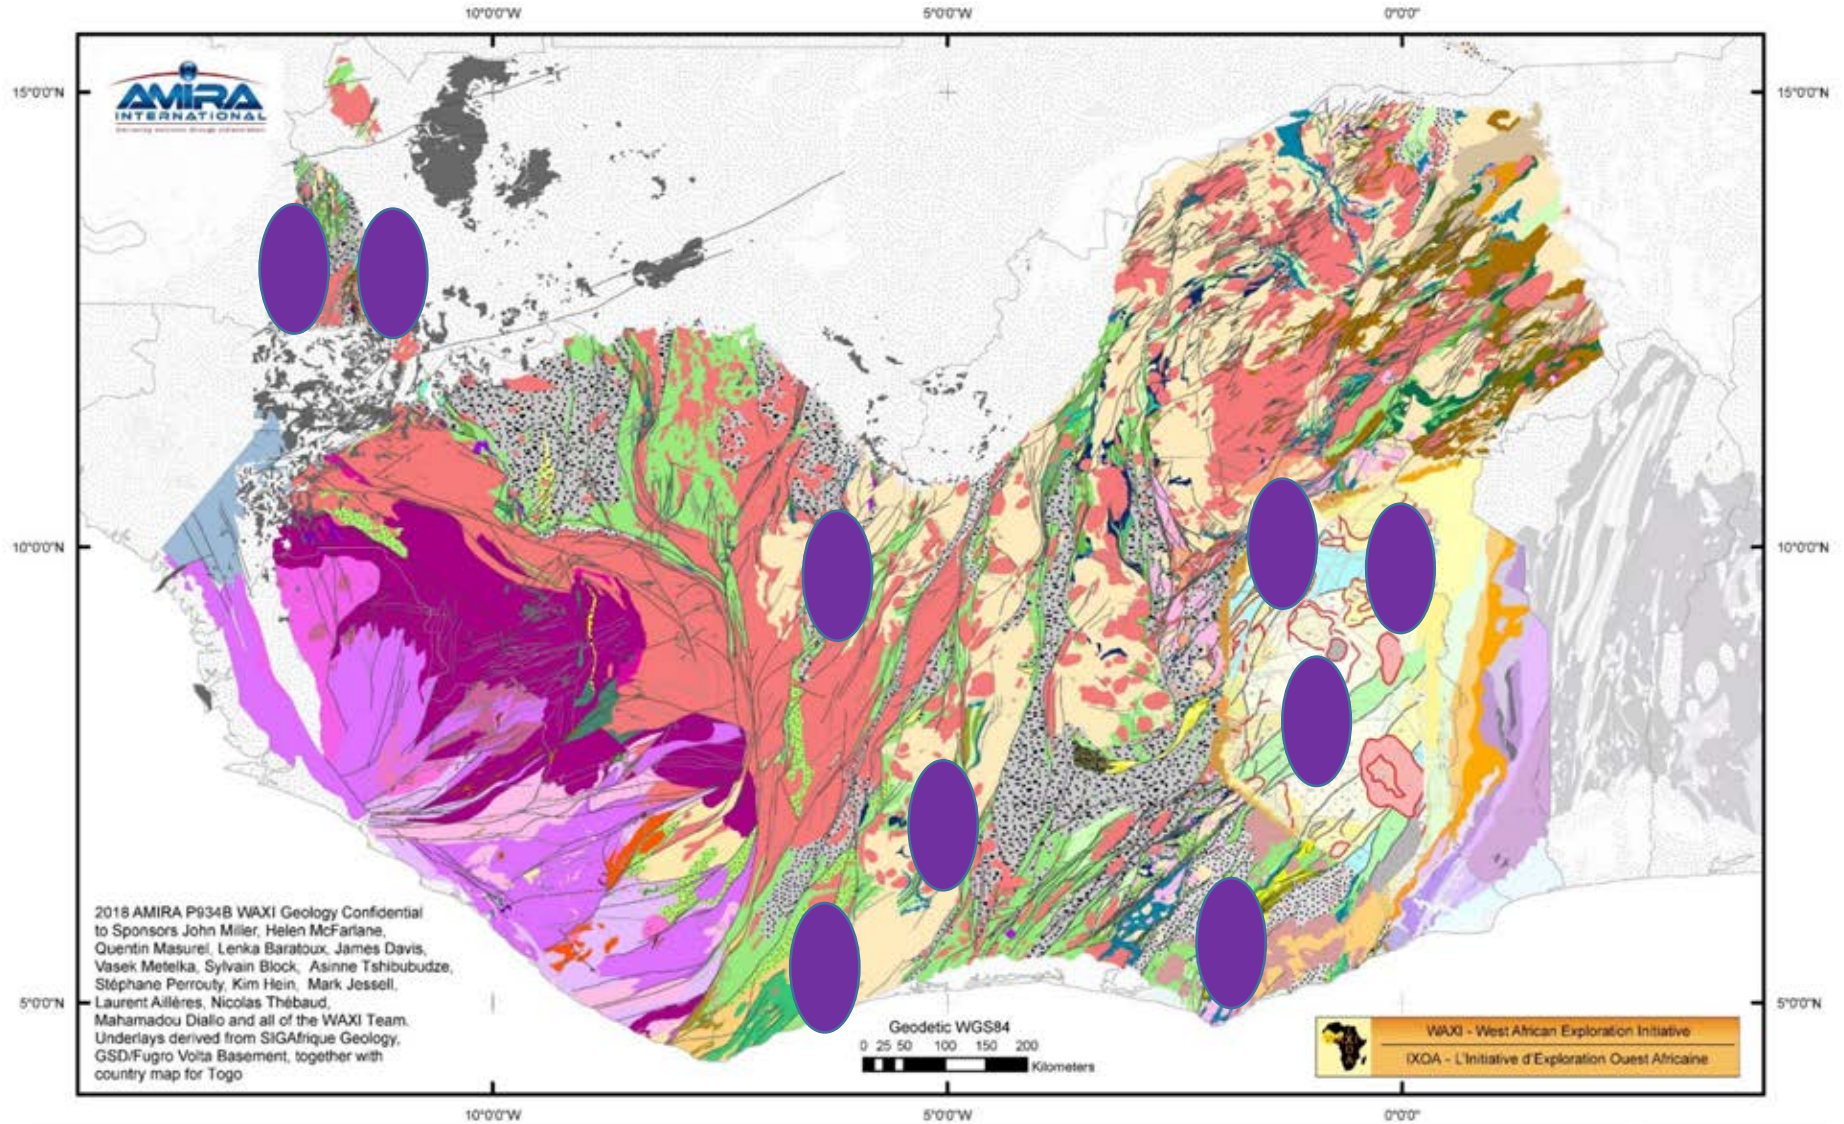 10°0'0"W
5°0'0"W
0°0'0"
15°0'0"N
15°0'0"N
AMIRA
INTERNATIONAL
10°0'0"N
10°0'0"N
2018 AMIRA P934B WAXI Geology Confidential
to Sponsors John Miller, Helen McFarlane,
Quentin Masurel, Lenka Baratoux, James Davis,
Vasek Metelka, Sylvain Block, Asinne Tshibubudze,
Stéphane Perrouty, Kim Hein, Mark Jessell,
Laurent Aillères, Nicolas Thébaud,
Mahamadou Diallo and all of the WAXI Team.
Underlays derived from SIGAfrique Geology,
GSD/Fugro Volta Basement, together with
country map for Togo
5°0'0"N
5°0'0"N
Geodetic WGS84
0 25 50 100 150 200
Kilometers
WAXI - West African Exploration Initiative
IXOA - L'Initiative d'Exploration Ouest Africaine
10°0'0"W
5°0'0"W
0°0'0"